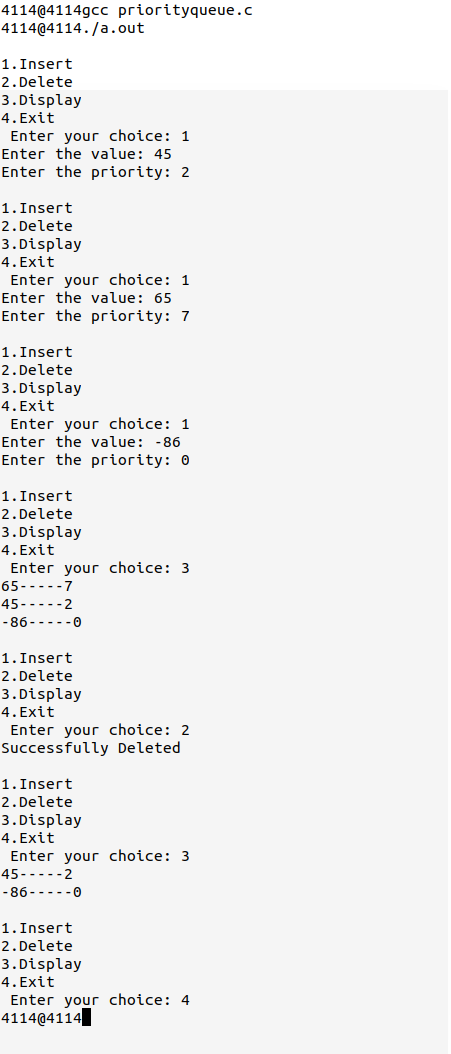 4114@4114gcc priorityqueue.c
4114@4114./a.out

1.Insert
2.Delete
3.Display
4.Exit
 Enter your choice: 1
Enter the value: 45
Enter the priority: 2

1.Insert
2.Delete
3.Display
4.Exit
 Enter your choice: 1
Enter the value: 65
Enter the priority: 7

1.Insert
2.Delete
3.Display
4.Exit
 Enter your choice: 1
Enter the value: -86
Enter the priority: 0

1.Insert
2.Delete
3.Display
4.Exit
 Enter your choice: 3
65-----7
45-----2
-86-----0

1.Insert
2.Delete
3.Display
4.Exit
 Enter your choice: 2
Successfully Deleted

1.Insert
2.Delete
3.Display
4.Exit
 Enter your choice: 3
45-----2
-86-----0

1.Insert
2.Delete
3.Display
4.Exit
 Enter your choice: 4
4114@4114